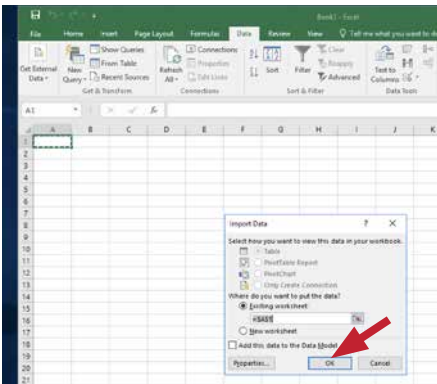 Book1 - Excel
File Home Insert Page Layout Formulas Data Review View Tell me what you want to do
Show Queries
From Table
Recent Sources
Get External Data
New Query
Get & Transform
Refresh All
Connections
Properties
Edit Links
Connections
Sort
Filter
Clear
Reapply
Advanced
Sort & Filter
Text to Columns
Data Tools
A1 fx
A B C D E F G H I J K
1
2
3
4
5
6
7
8
9
10
11
12
13
14
15
16
17
18
19
20
21
Import Data ? X
Select how you want to view this data in your workbook.
Table
PivotTable Report
PivotChart
Only Create Connection
Where do you want to put the data?
Existing worksheet:
=$A$1
New worksheet
Add this data to the Data Model
Properties... OK Cancel